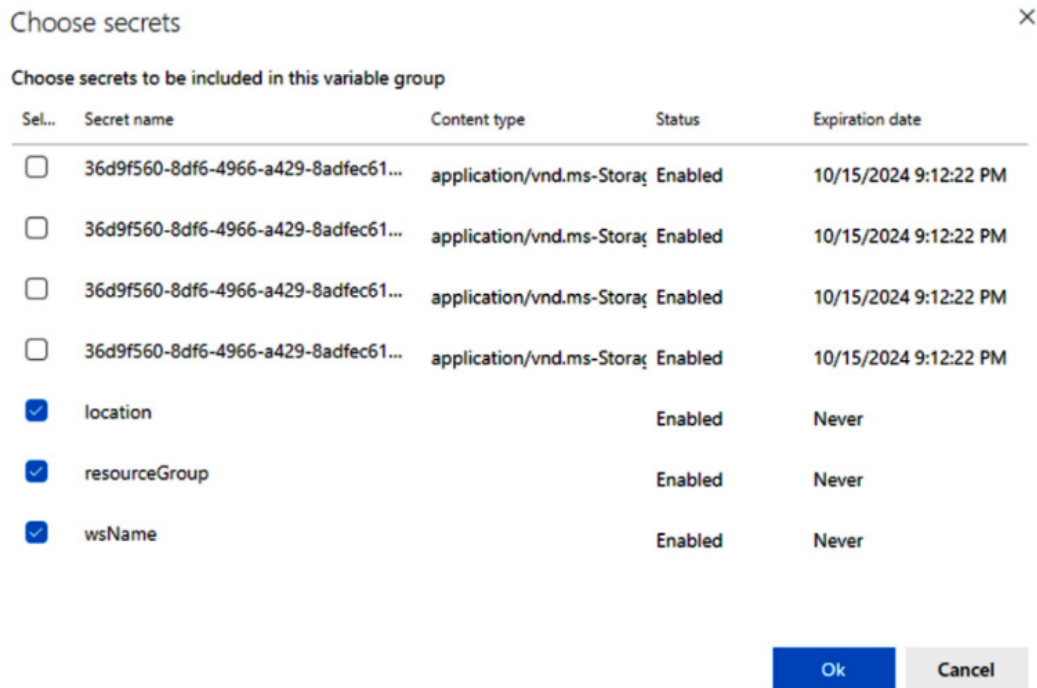 Choose secrets
Choose secrets to be included in this variable group
Sel... Secret name Content type Status Expiration date
36d9f560-8df6-4966-a429-8adfec61... application/vnd.ms-Storag Enabled 10/15/2024 9:12:22 PM
36d9f560-8df6-4966-a429-8adfec61... application/vnd.ms-Storag Enabled 10/15/2024 9:12:22 PM
36d9f560-8df6-4966-a429-8adfec61... application/vnd.ms-Storag Enabled 10/15/2024 9:12:22 PM
36d9f560-8df6-4966-a429-8adfec61... application/vnd.ms-Storag Enabled 10/15/2024 9:12:22 PM
location Enabled Never
resourceGroup Enabled Never
wsName Enabled Never
Ok Cancel